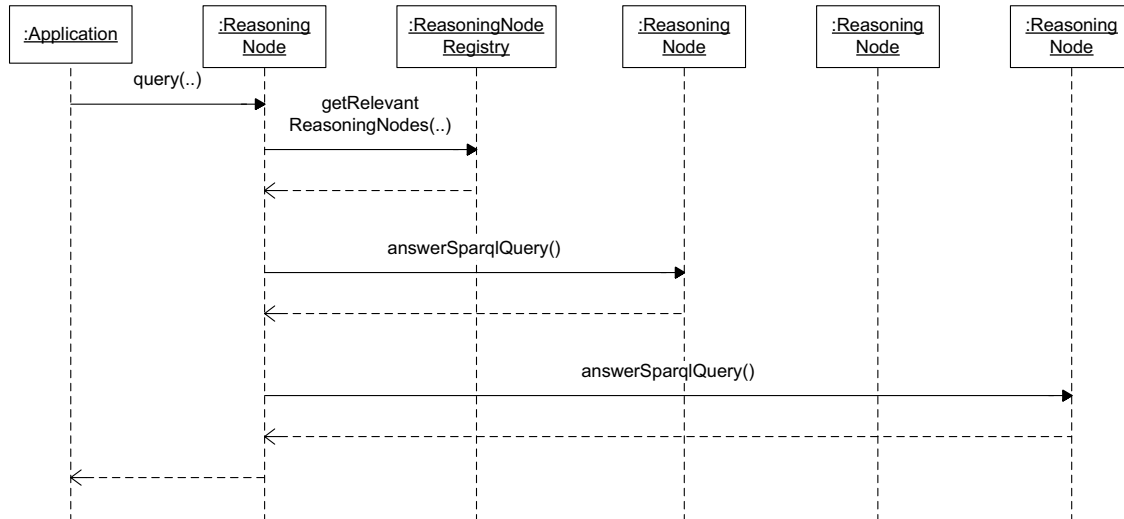 :Application
:Reasoning
Node
:ReasoningNode
Registry
:Reasoning
Node
:Reasoning
Node
:Reasoning
Node
query(..)
getRelevant
ReasoningNodes(..)
answerSparqlQuery()
answerSparqlQuery()